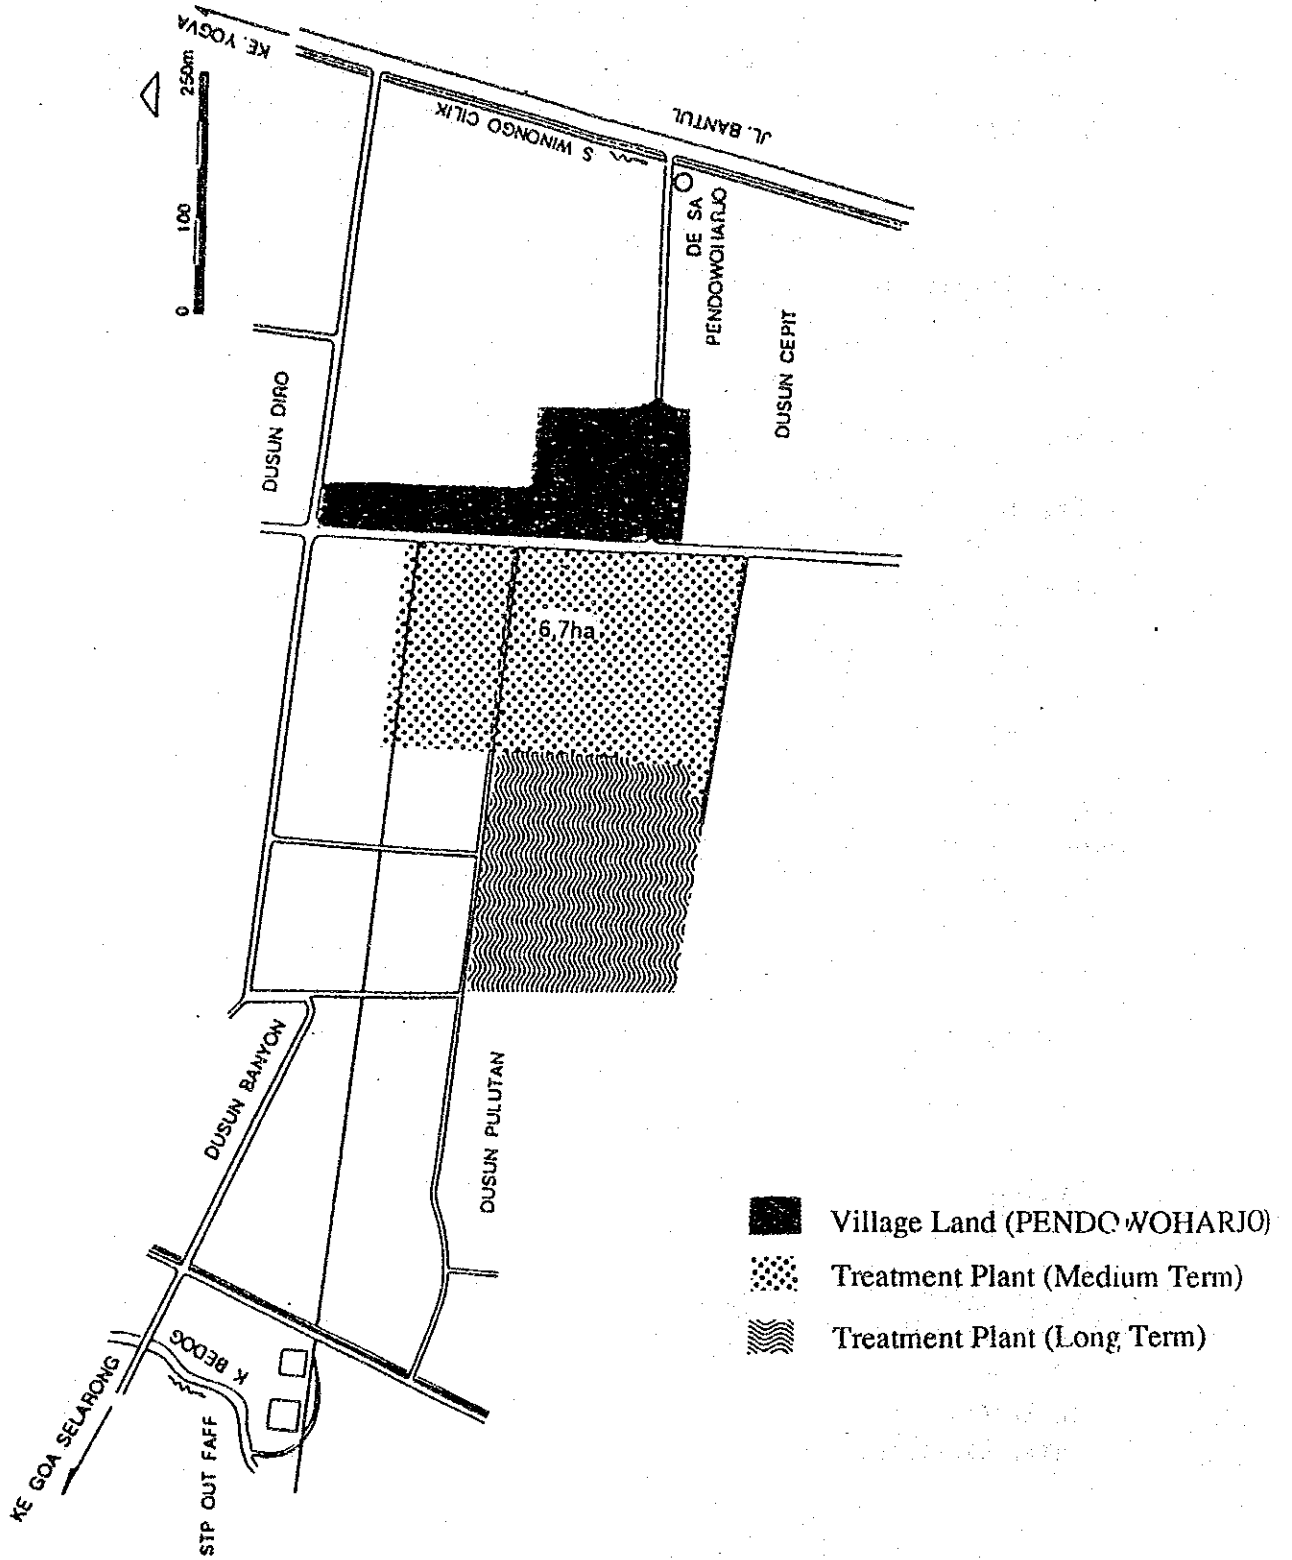 KE. YOGVA
250m
100
0
S WINONGO CILIK
JL. BANTUL
DE SA
PENDOWOHARJO
DUSUN CEPIT
DUSUN DIRO
6,7ha
DUSUN BANYON
DUSUN PULUTAN
K BEDOG
KE GOA SELARONG
STP OUT FAFF
Village Land (PENDOWOHARJO)
Treatment Plant (Medium Term)
Treatment Plant (Long Term)